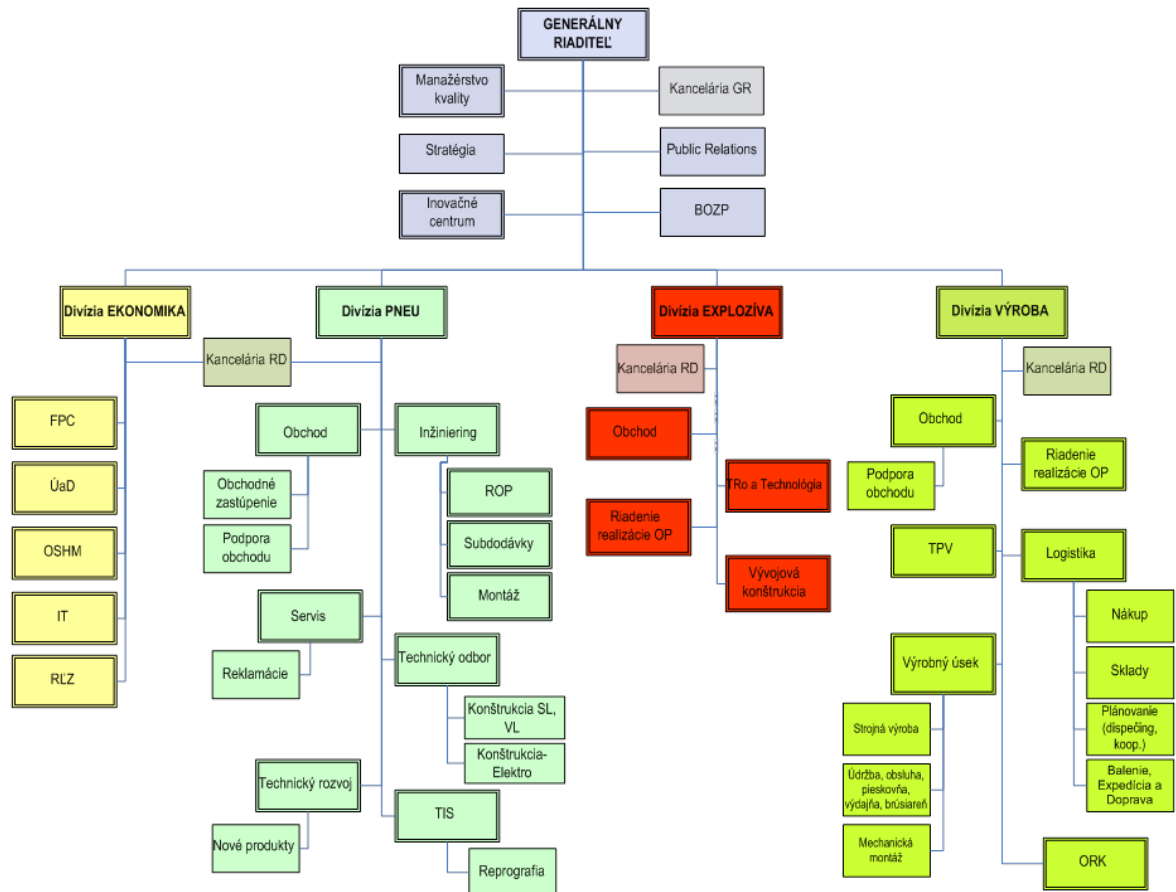 GENERÁLNY
RIADITEĽ
Manažérstvo
kvality
Kancelária GR
Stratégia
Public Relations
Inovačné
centrum
BOZP
Divízia EKONOMIKA
Divízia PNEU
Divízia EXPLOZÍVA
Divízia VÝROBA
Kancelária RD
Kancelária RD
Kancelária RD
FPC
ÚaD
OSHM
IT
RĽZ
Obchod
Obchodné
zastúpenie
Podpora
obchodu
Servis
Reklamácie
Technický rozvoj
Nové produkty
Inžiniering
ROP
Subdodávky
Montáž
Technický odbor
Konštrukcia SL,
VL
Konštrukcia-
Elektro
TIS
Reprografia
Obchod
TRo a Technológia
Riadenie
realizácie OP
Vývojová
konštrukcia
Obchod
Podpora
obchodu
Riadenie
realizácie OP
TPV
Logistika
Nákup
Sklady
Plánovanie
(dispečing,
koop.)
Balenie,
Expedícia a
Doprava
Výrobný úsek
Strojná výroba
Údržba, obsluha,
pieskovňa,
výdajňa, brúsiareň
Mechanická
montáž
ORK